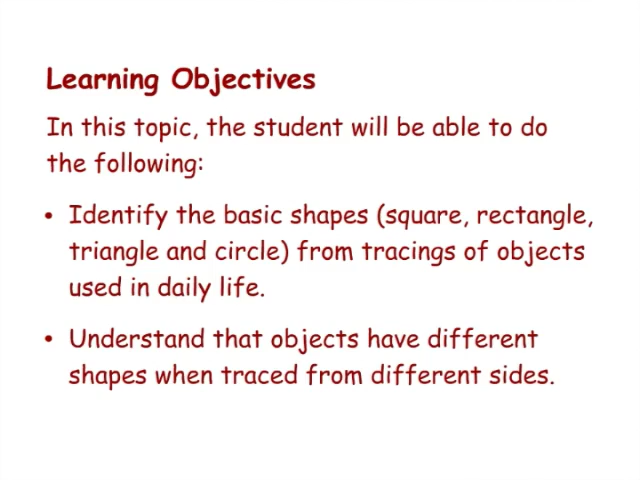 Learning Objectives
In this topic, the student will be able to do
the following:
• Identify the basic shapes (square, rectangle,
triangle and circle) from tracings of objects
used in daily life.
• Understand that objects have different
shapes when traced from different sides.